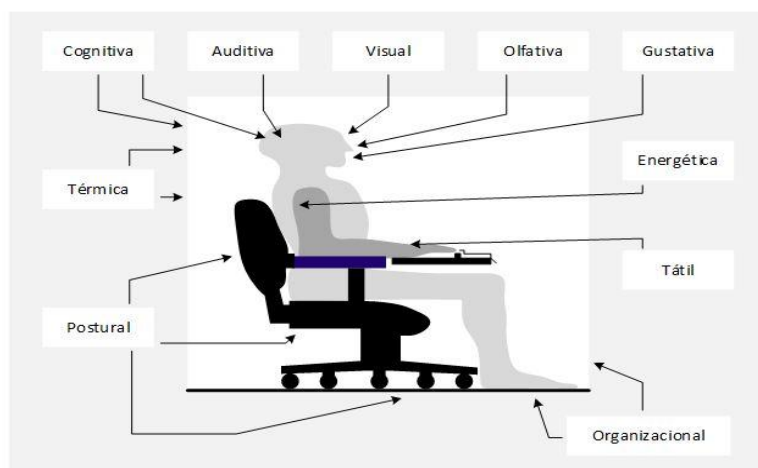 Cognitiva
Auditiva
Visual
Olfativa
Gustativa
Energética
Térmica
Tátil
Postural
Organizacional